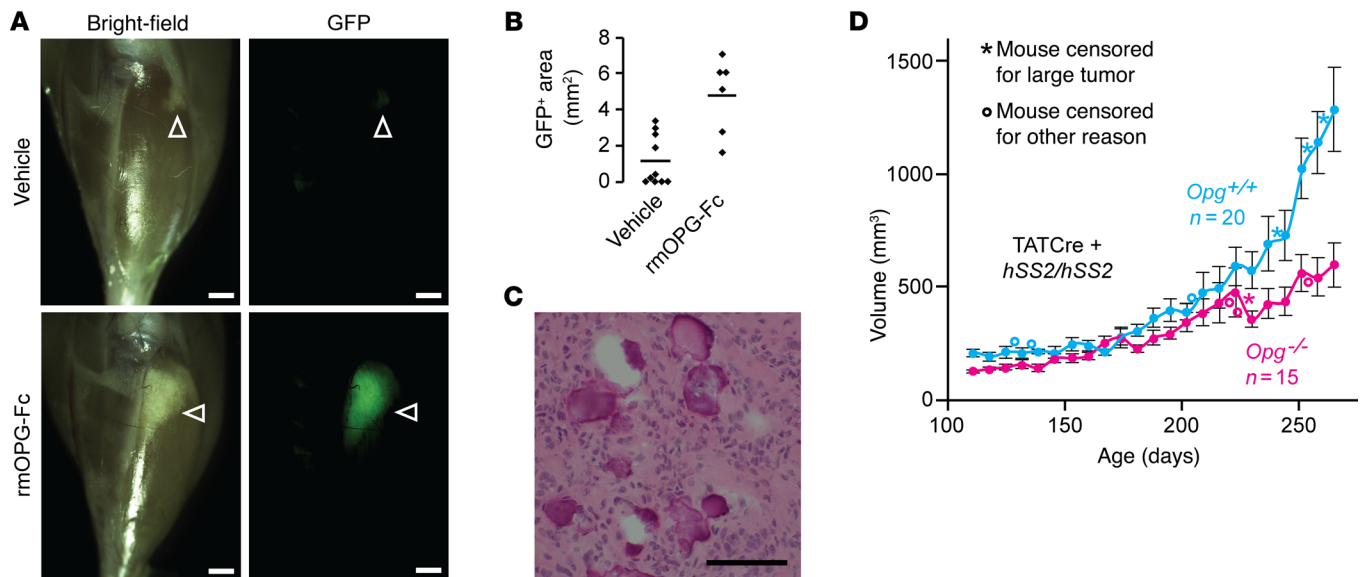 A
Bright-field
GFP
Vehicle
rmOPG-Fc
B
GFP+ area
(mm2)
8
6
4
2
0
Vehicle
rmOPG-Fc
C
D
1500
1000
500
0
Volume (mm3)
100
150
200
250
Age (days)
* Mouse censored
for large tumor
Mouse censored
for other reason
Opg+/+
n = 20
TATCre +
hSS2/hSS2
Opg-/-
n = 15